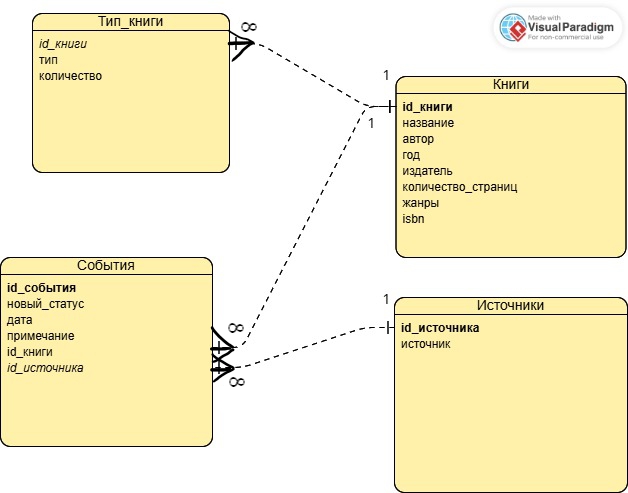 Тип_книги
id_книги
тип
количество
∞
Made with
Visual Paradigm
For non-commercial use
1
1
Книги
id_книги
название
автор
год
издатель
количество_страниц
жанры
isbn
События
id_события
новый_статус
дата
примечание
id_книги
id_источника
∞
∞
1
Источники
id_источника
источник